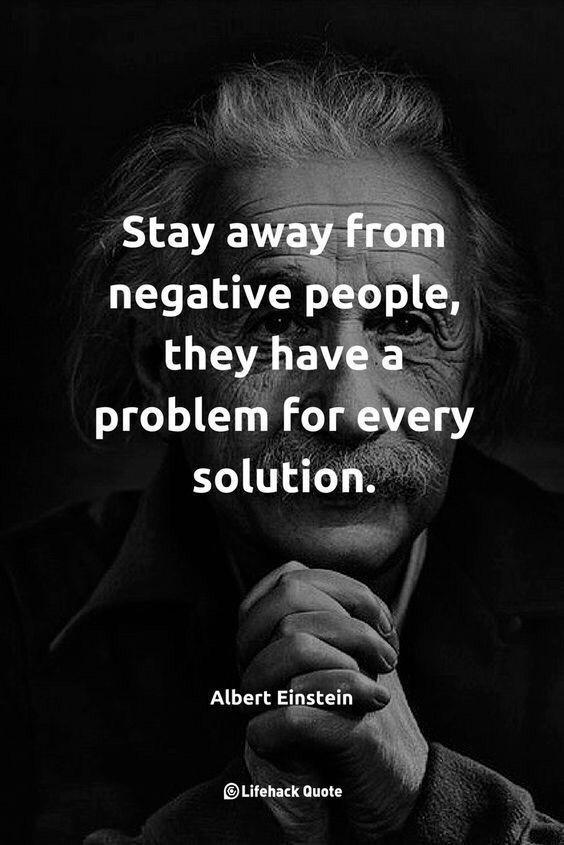 Stay away from
negative people,
they have a
problem for every
solution.
Albert Einstein
Lifehack Quote